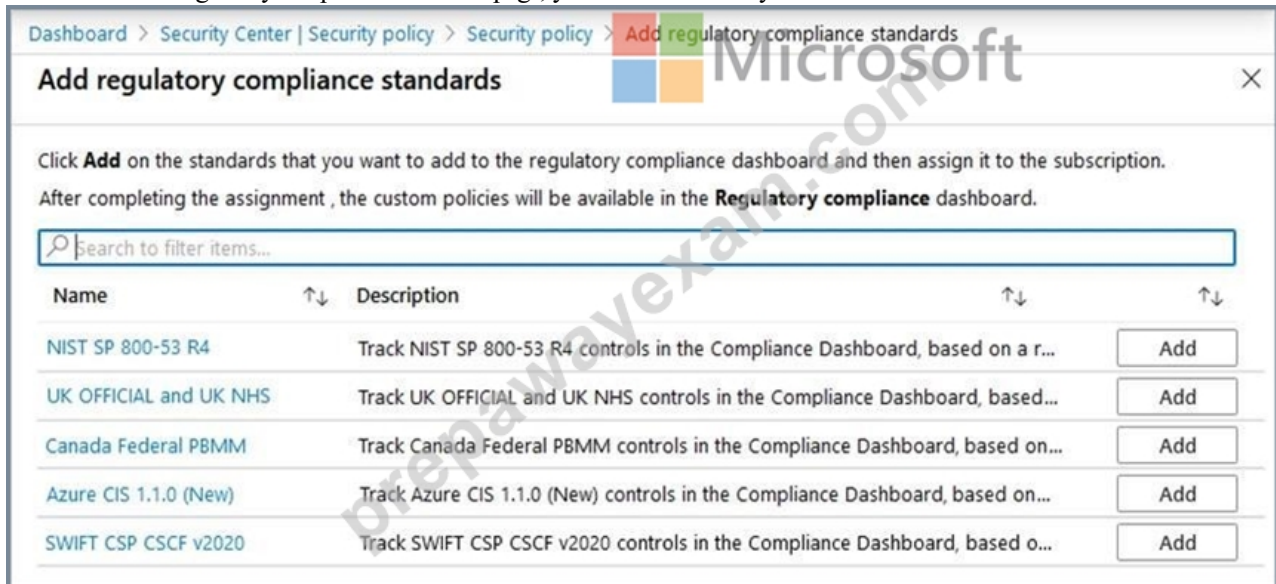 Dashboard > Security Center | Security policy > Security policy > Add regulatory compliance standards
Microsoft
Add regulatory compliance standards
Click Add on the standards that you want to add to the regulatory compliance dashboard and then assign it to the subscription.
After completing the assignment , the custom policies will be available in the Regulatory compliance dashboard.
Search to filter items...
Name ↑↓ Description ↑↓ ↑↓
NIST SP 800-53 R4 Track NIST SP 800-53 R4 controls in the Compliance Dashboard, based on a r... Add
UK OFFICIAL and UK NHS Track UK OFFICIAL and UK NHS controls in the Compliance Dashboard, based... Add
Canada Federal PBMM Track Canada Federal PBMM controls in the Compliance Dashboard, based on... Add
Azure CIS 1.1.0 (New) Track Azure CIS 1.1.0 (New) controls in the Compliance Dashboard, based on... Add
SWIFT CSP CSCF v2020 Track SWIFT CSP CSCF v2020 controls in the Compliance Dashboard, based o... Add
prepawayexam.com